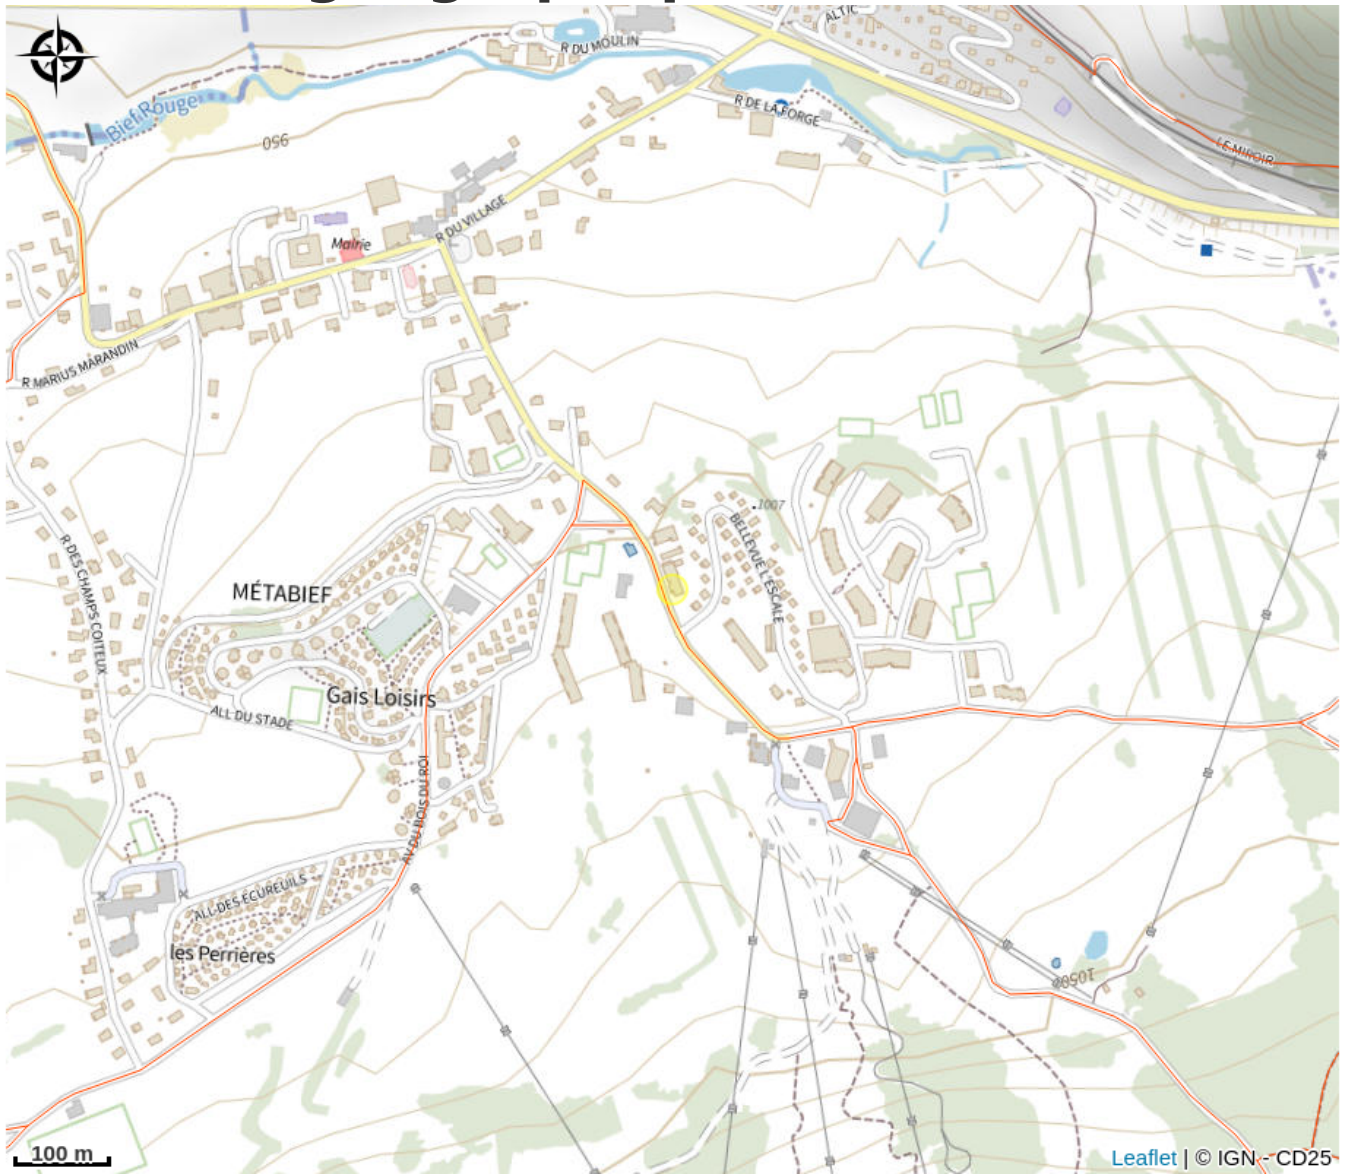 ALTIC
R DU MOULIN
R DE LA FORGE
Bief Rouge
950
LE MIROIR
R DU VILLAGE
Mairie
R MARIUS MARANDIN
1007
BELLEVUE L'ESCALE
R DES CHAMPS COITEUX
MÉTABIEF
Gais Loisirs
ALL DU STADE
AV DU BOIS DU ROI
ALL DES ECUREUILS
les Perrières
1050
100 m
Leaflet | © IGN - CD25